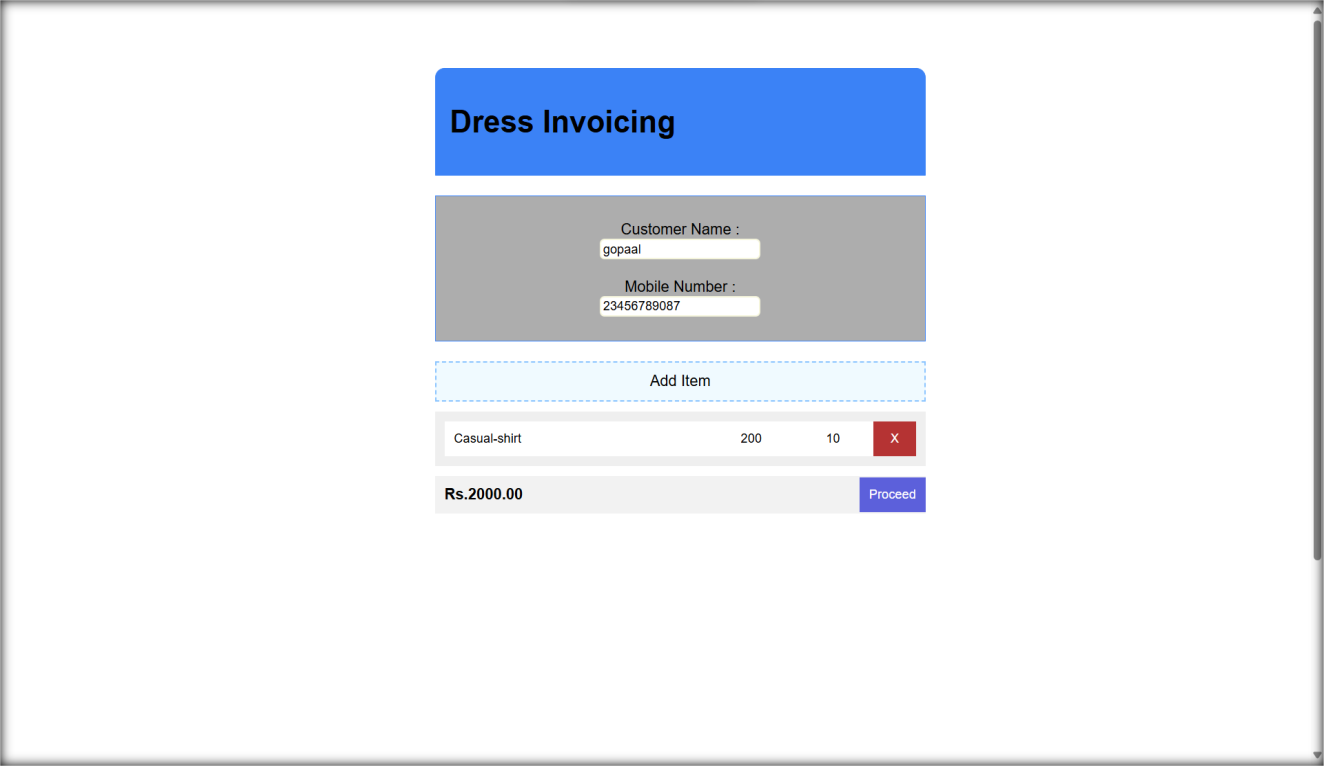 Dress Invoicing
Customer Name :
gopaal
Mobile Number :
23456789087
Add Item
Casual-shirt 200 10 X
Rs.2000.00 Proceed